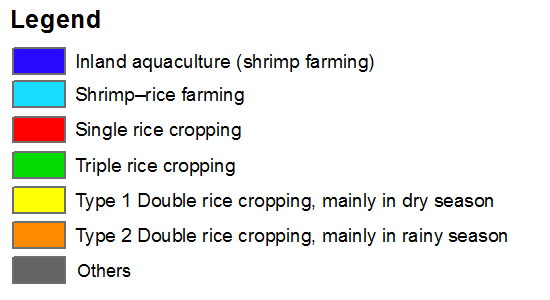 Legend
Inland aquaculture (shrimp farming)
Shrimp–rice farming
Single rice cropping
Triple rice cropping
Type 1 Double rice cropping, mainly in dry season
Type 2 Double rice cropping, mainly in rainy season
Others